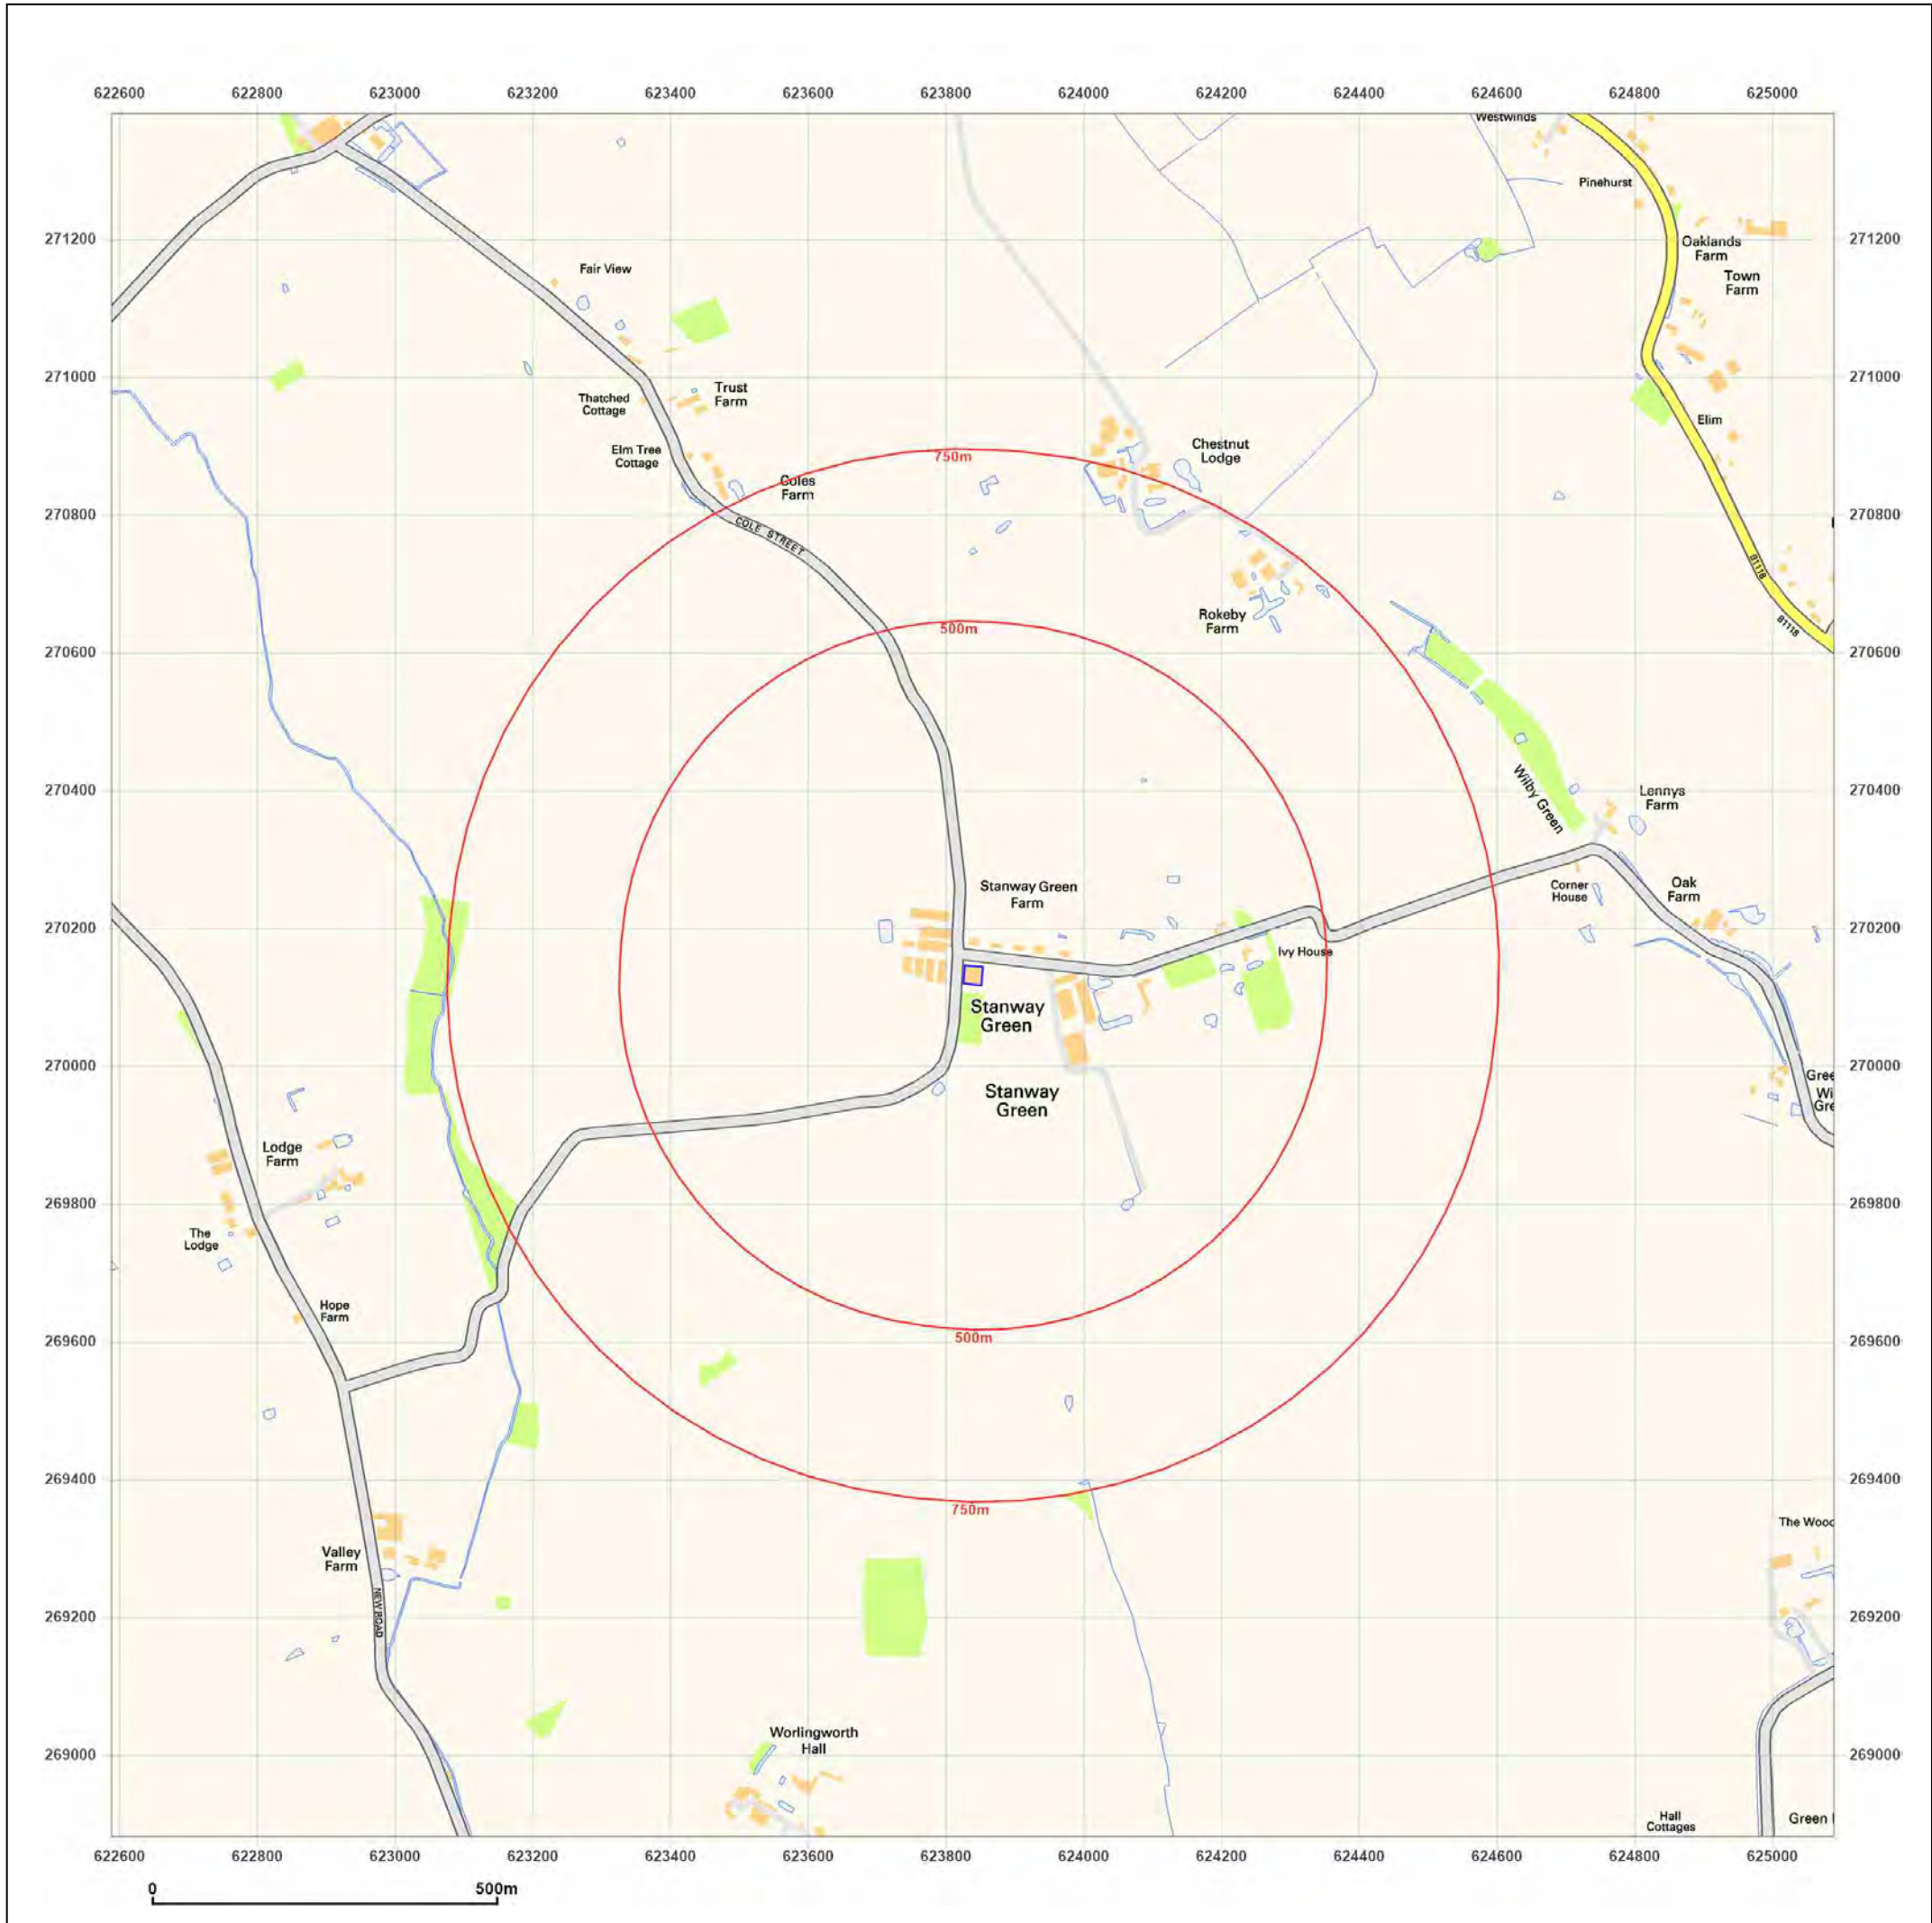 622600 622800 623000 623200 623400 623600 623800 624000 624200 624400 624600 624800 625000
Westwinds
Pinehurst
271200
271200
Oaklands
Farm
Fair View
Town
Farm
271000
271000
Trust
Farm
Thatched
Cottage
Elim
Elm Tree
Cottage
750m
Chestnut
Lodge
Coles
Farm
270800
270800
COLE STREET
B1118
B1118
Rokeby
Farm
500m
270600
270600
Wilby Green
270400
270400
Lennys
Farm
Stanway Green
Farm
Corner
House
Oak
Farm
270200
270200
Ivy House
Stanway
Green
270000
270000
Stanway
Green
Gree
Wi
Gre
Lodge
Farm
269800
269800
The
Lodge
Hope
Farm
269600
500m
269600
269400
269400
750m
The Wood
Valley
Farm
NEW ROAD
269200
269200
Worlingworth
Hall
269000
269000
Hall
Cottages
Green
622600 622800 623000 623200 623400 623600 623800 624000 624200 624400 624600 624800 625000
0 500m